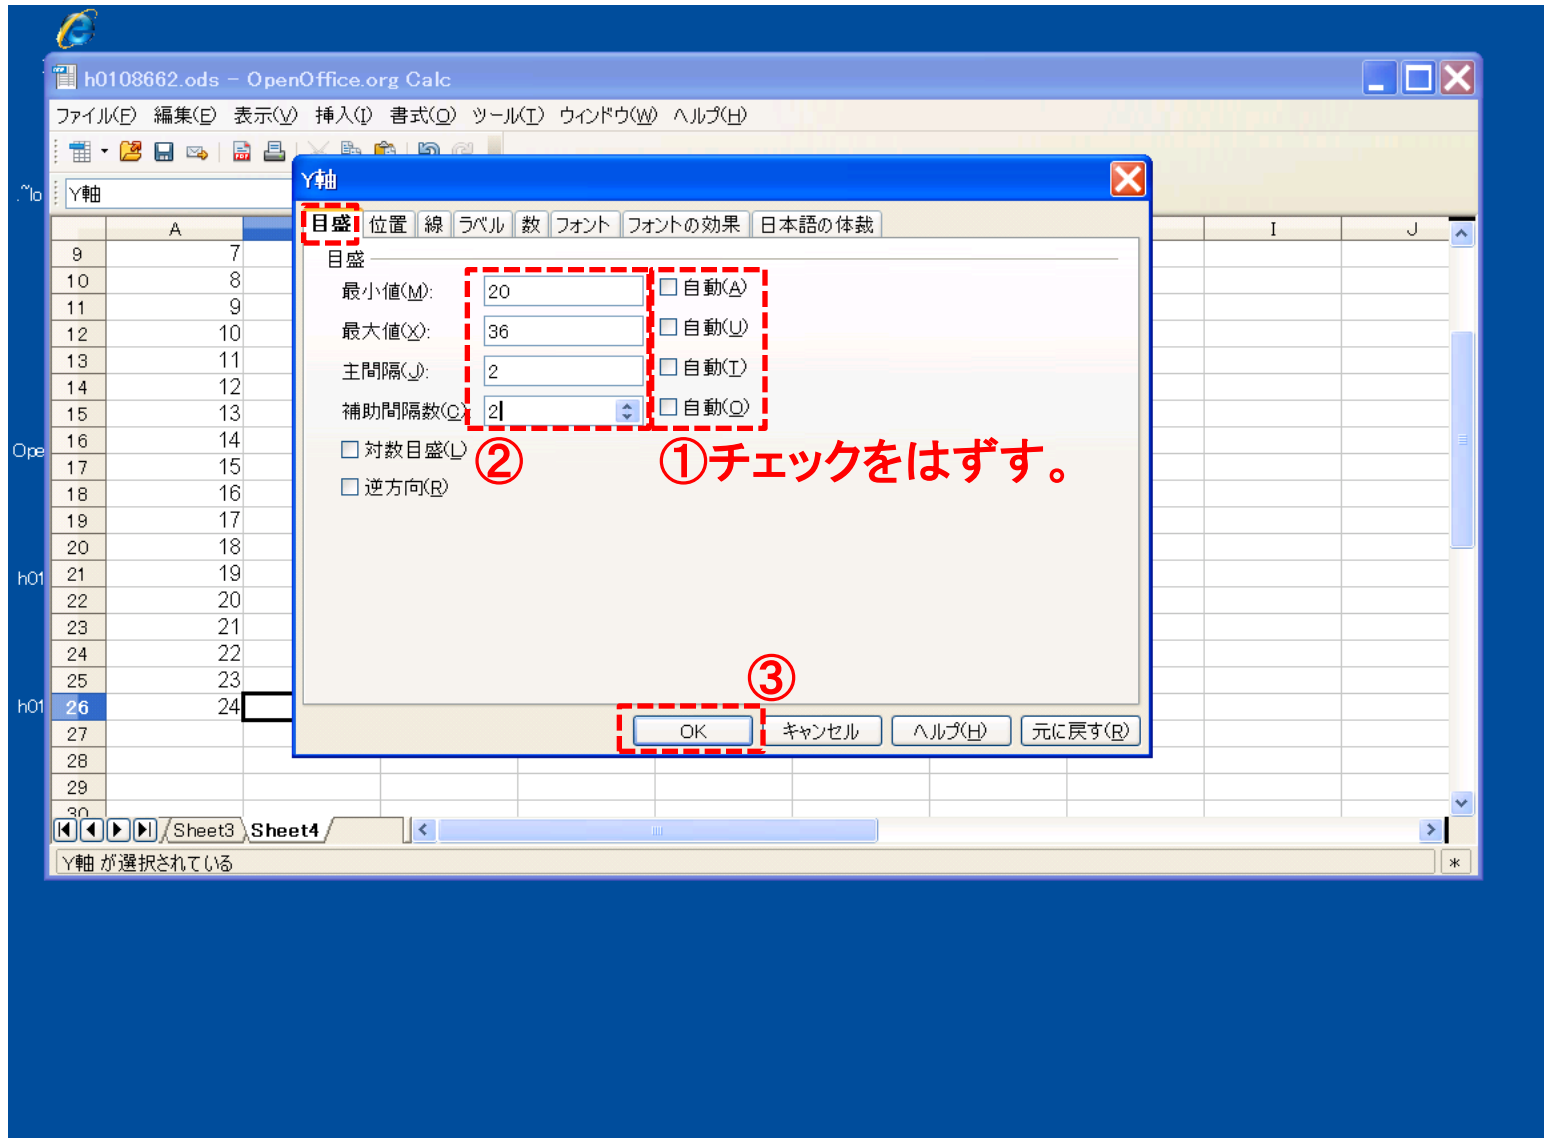 h0108662.ods - OpenOffice.org Calc
ファイル(F) 編集(E) 表示(V) 挿入(I) 書式(O) ツール(T) ウィンドウ(W) ヘルプ(H)
.~lo
Y軸
Y軸
目盛 位置 線 ラベル 数 フォント フォントの効果 日本語の体裁
A I J
目盛
最小値(M): 20 自動(A)
最大値(X): 36 自動(U)
主間隔(J): 2 自動(T)
補助間隔数(C) 2 自動(O)
対数目盛(L)
② ①チェックをはずす。
逆方向(R)
③
OK キャンセル ヘルプ(H) 元に戻す(R)
9 7
10 8
11 9
12 10
13 11
14 12
15 13
16 14
17 15
18 16
19 17
20 18
21 19
22 20
23 21
24 22
25 23
26 24
27
28
29
30
Ope
h01
h01
Sheet3 Sheet4
Y軸 が選択されている *